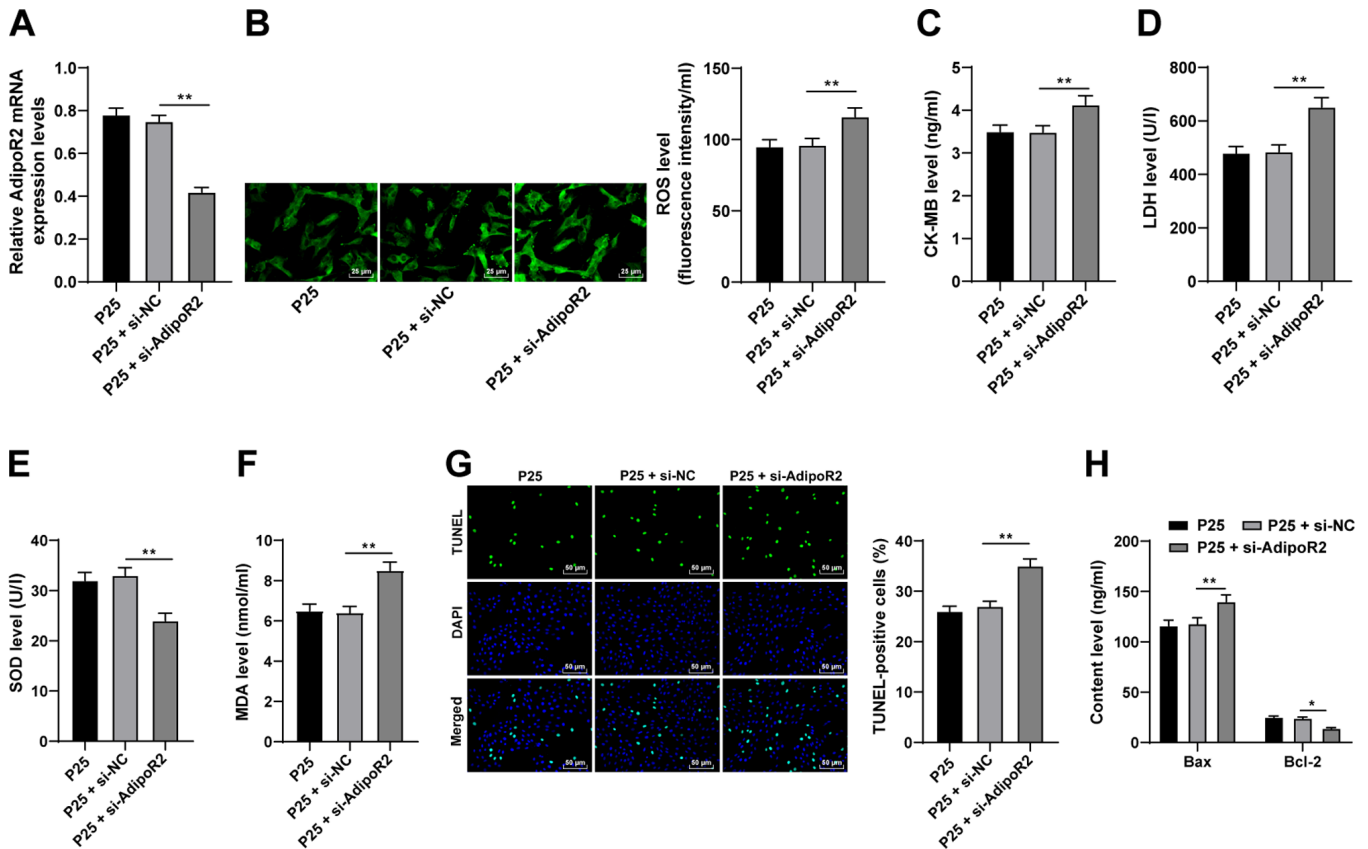 A
Relative AdipoR2 mRNA
expression levels
1.0
0.8
0.6
0.4
0.2
0.0
**
P25
P25 + si-NC
P25 + si-AdipoR2
B
25 μm
25 μm
25 μm
P25
P25 + si-NC
P25 + si-AdipoR2
ROS level
(fluorescence intensity/ml)
150
100
50
0
**
P25
P25 + si-NC
P25 + si-AdipoR2
C
CK-MB level (ng/ml)
5
4
3
2
1
0
**
P25
P25 + si-NC
P25 + si-AdipoR2
D
LDH level (U/l)
800
600
400
200
0
**
P25
P25 + si-NC
P25 + si-AdipoR2
E
SOD level (U/l)
40
30
20
10
0
**
P25
P25 + si-NC
P25 + si-AdipoR2
F
MDA level (nmol/ml)
10
8
6
4
2
0
**
P25
P25 + si-NC
P25 + si-AdipoR2
G
P25
P25 + si-NC
P25 + si-AdipoR2
TUNEL
50 μm
50 μm
50 μm
DAPI
50 μm
50 μm
50 μm
Merged
50 μm
50 μm
50 μm
TUNEL-positive cells (%)
40
30
20
10
0
**
P25
P25 + si-NC
P25 + si-AdipoR2
H
P25
P25 + si-NC
P25 + si-AdipoR2
Content level (ng/ml)
200
150
100
50
0
**
*
Bax
Bcl-2